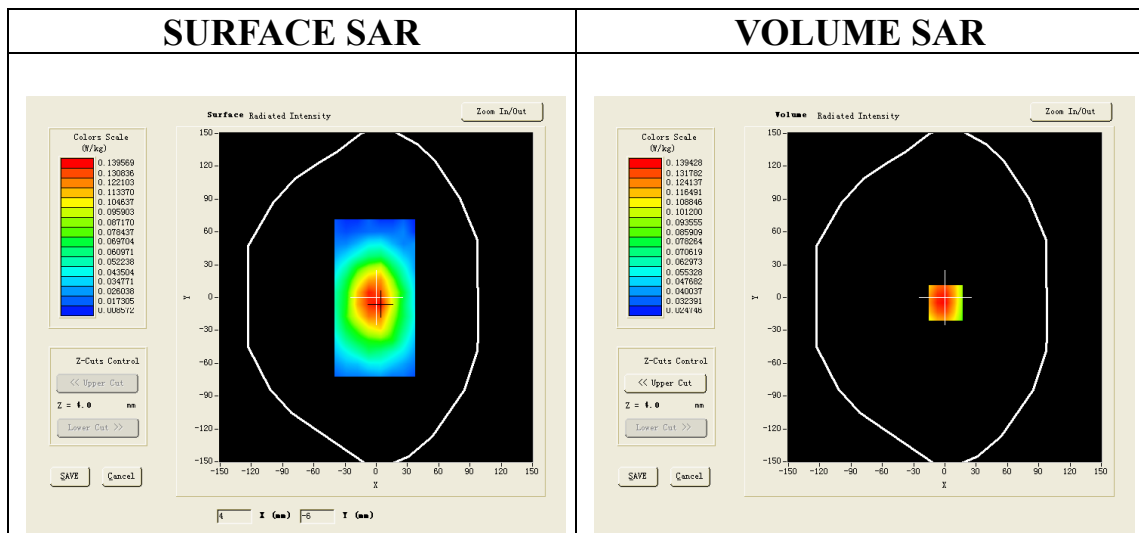 SURFACE SAR
VOLUME SAR
Surface Radiated Intensity
Zoom In/Out
Colors Scale
(W/kg)
0.139569
0.130836
0.122103
0.113370
0.104637
0.095903
0.087170
0.078437
0.069704
0.060971
0.052238
0.043504
0.034771
0.026038
0.017305
0.008572
150
120
90
60
30
0
-30
-60
-90
-120
-150
Y
-150 -120 -90 -60 -30 0 30 60 90 120 150
X
Z-Cuts Control
<< Upper Cut
Z = 4.0 mm
Lower Cut >>
SAVE
Cancel
4 X (mm) -6 Y (mm)
Volume Radiated Intensity
Zoom In/Out
Colors Scale
(W/kg)
0.139428
0.131782
0.124137
0.116491
0.108846
0.101200
0.093555
0.085909
0.078264
0.070619
0.062973
0.055328
0.047682
0.040037
0.032391
0.024746
150
120
90
60
30
0
-30
-60
-90
-120
-150
Y
-150 -120 -90 -60 -30 0 30 60 90 120 150
X
Z-Cuts Control
<< Upper Cut
Z = 4.0 mm
Lower Cut >>
SAVE
Cancel